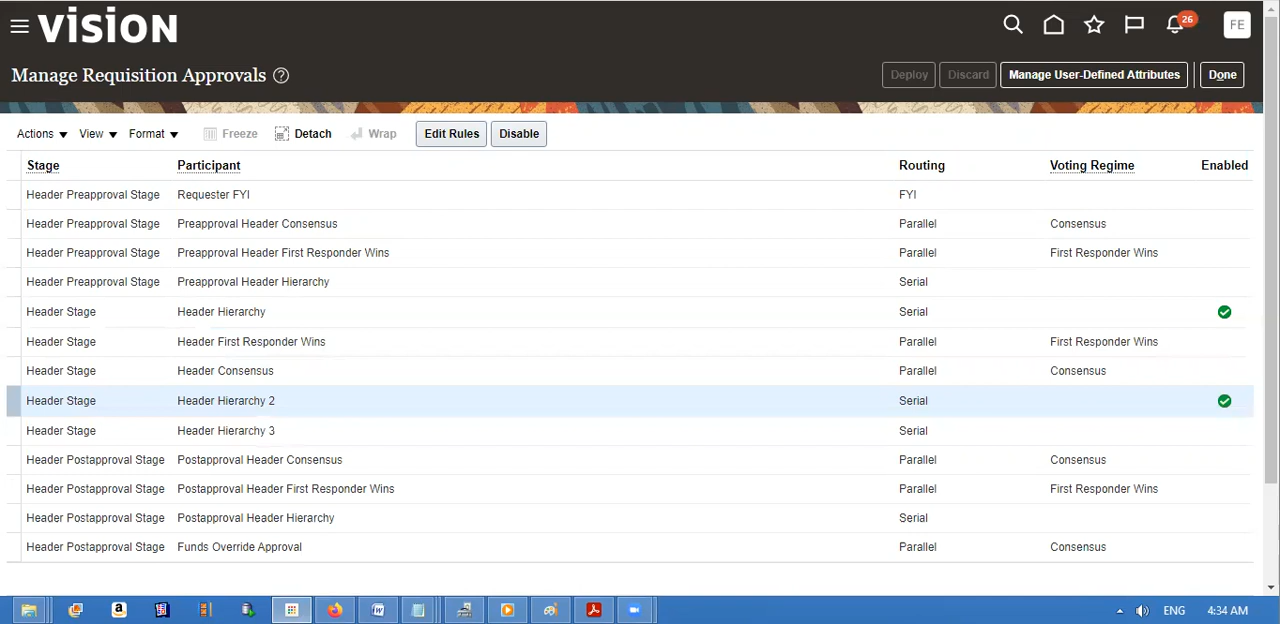 vision
26
FE
Manage Requisition Approvals ?
Deploy Discard Manage User-Defined Attributes Done
Actions View Format Freeze Detach Wrap Edit Rules Disable
Stage Participant Routing Voting Regime Enabled
Header Preapproval Stage Requester FYI FYI
Header Preapproval Stage Preapproval Header Consensus Parallel Consensus
Header Preapproval Stage Preapproval Header First Responder Wins Parallel First Responder Wins
Header Preapproval Stage Preapproval Header Hierarchy Serial
Header Stage Header Hierarchy Serial
Header Stage Header First Responder Wins Parallel First Responder Wins
Header Stage Header Consensus Parallel Consensus
Header Stage Header Hierarchy 2 Serial
Header Stage Header Hierarchy 3 Serial
Header Postapproval Stage Postapproval Header Consensus Parallel Consensus
Header Postapproval Stage Postapproval Header First Responder Wins Parallel First Responder Wins
Header Postapproval Stage Postapproval Header Hierarchy Serial
Header Postapproval Stage Funds Override Approval Parallel Consensus
ENG 4:34 AM